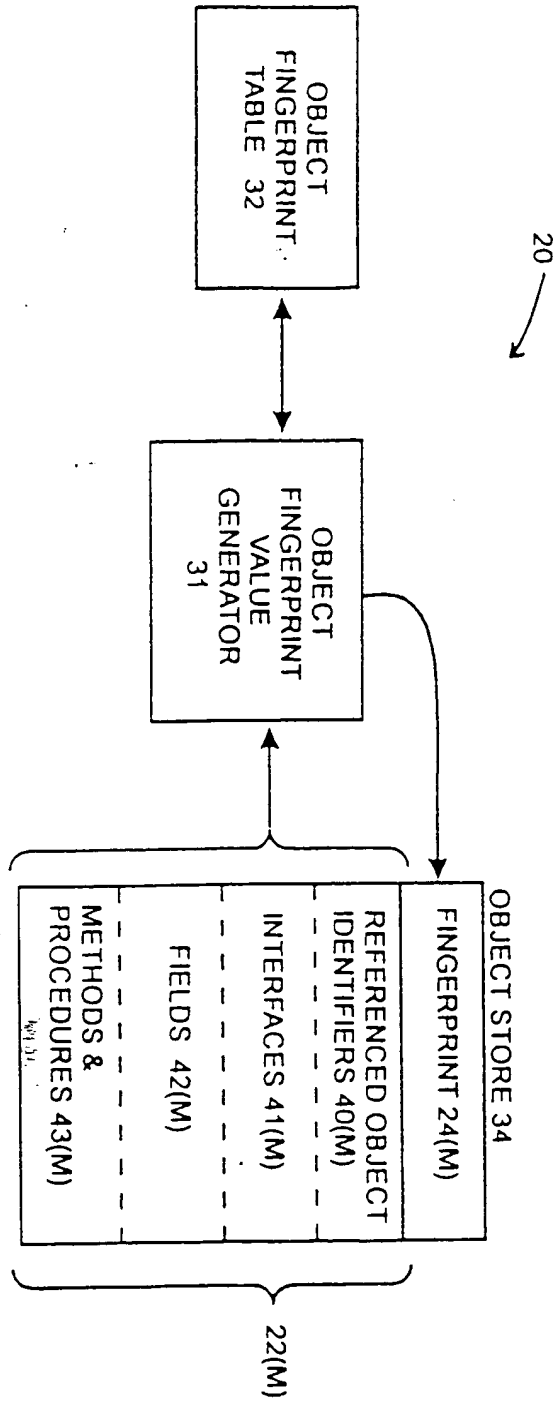 20
OBJECT
FINGERPRINT
TABLE 32
OBJECT
FINGERPRINT
VALUE
GENERATOR
31
OBJECT STORE 34
FINGERPRINT 24(M)
REFERENCED OBJECT
IDENTIFIERS 40(M)
INTERFACES 41(M)
FIELDS 42(M)
METHODS &
PROCEDURES 43(M)
22(M)